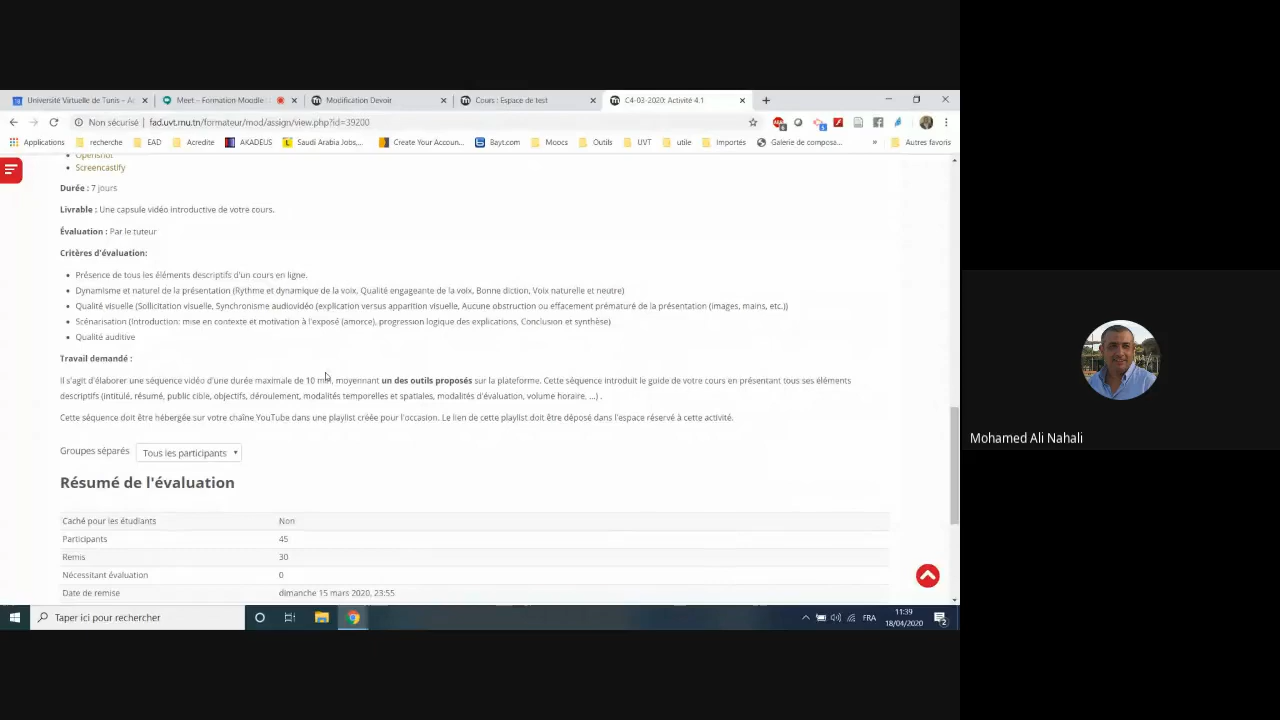 Université Virtuelle de Tunis – A
Meet – Formation-Moodle
Modification Devoir
Cours : Espace de test
C4-03-2020: Activité 4.1
Non sécurisé
fad.uvt.rnu.tn/formateur/mod/assign/view.php?id=39200
Applications
recherche
EAD
Acredite
AKADEUS
Saudi Arabia Jobs,...
Create Your Accoun...
Bayt.com
Moocs
Outils
UVT
utile
Importés
Galerie de composa...
»
Autres favoris
Openshot
Screencastify
Durée : 7 jours
Livrable : Une capsule vidéo introductive de votre cours.
Évaluation : Par le tuteur
Critères d'évaluation:
Présence de tous les éléments descriptifs d'un cours en ligne.
Dynamisme et naturel de la présentation (Rythme et dynamique de la voix, Qualité engageante de la voix, Bonne diction, Voix naturelle et neutre)
Qualité visuelle (Sollicitation visuelle, Synchronisme audiovidéo (explication versus apparition visuelle, Aucune obstruction ou effacement prématuré de la présentation (images, mains, etc.))
Scénarisation (Introduction: mise en contexte et motivation à l'exposé (amorce), progression logique des explications, Conclusion et synthèse)
Qualité auditive
Travail demandé :
Il s'agit d'élaborer une séquence vidéo d'une durée maximale de 10 mn, moyennant un des outils proposés sur la plateforme. Cette séquence introduit le guide de votre cours en présentant tous ses éléments
descriptifs (intitulé, résumé, public cible, objectifs, déroulement, modalités temporelles et spatiales, modalités d'évaluation, volume horaire, ...) .
Cette séquence doit être hébergée sur votre chaîne YouTube dans une playlist créée pour l'occasion. Le lien de cette playlist doit être déposé dans l'espace réservé à cette activité.
Groupes séparés
Tous les participants
Résumé de l'évaluation
Caché pour les étudiants Non
Participants 45
Remis 30
Nécessitant évaluation 0
Date de remise dimanche 15 mars 2020, 23:55
Taper ici pour rechercher
FRA
11:39
18/04/2020
2
Mohamed Ali Nahali